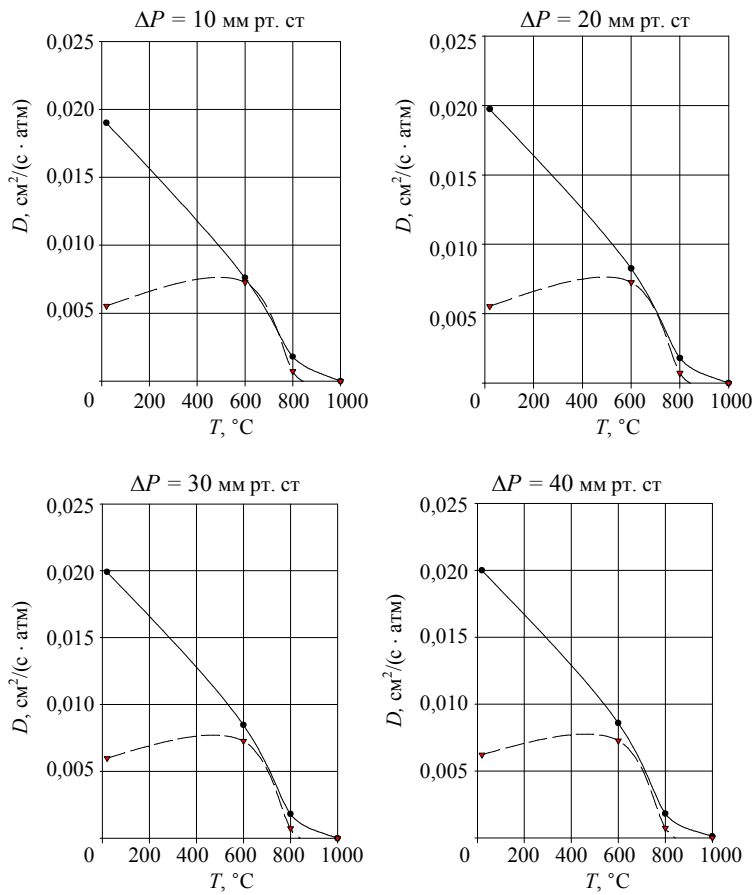 ΔP = 10 мм рт. ст
0,025
0,020
0,015
0,010
0,005
0 200 400 600 800 1000
T, °C
D, см²/(с · атм)
ΔP = 20 мм рт. ст
0,025
0,020
0,015
0,010
0,005
0 200 400 600 800 1000
T, °C
D, см²/(с · атм)
ΔP = 30 мм рт. ст
0,025
0,020
0,015
0,010
0,005
0 200 400 600 800 1000
T, °C
D, см²/(с · атм)
ΔP = 40 мм рт. ст
0,025
0,020
0,015
0,010
0,005
0 200 400 600 800 1000
T, °C
D, см²/(с · атм)